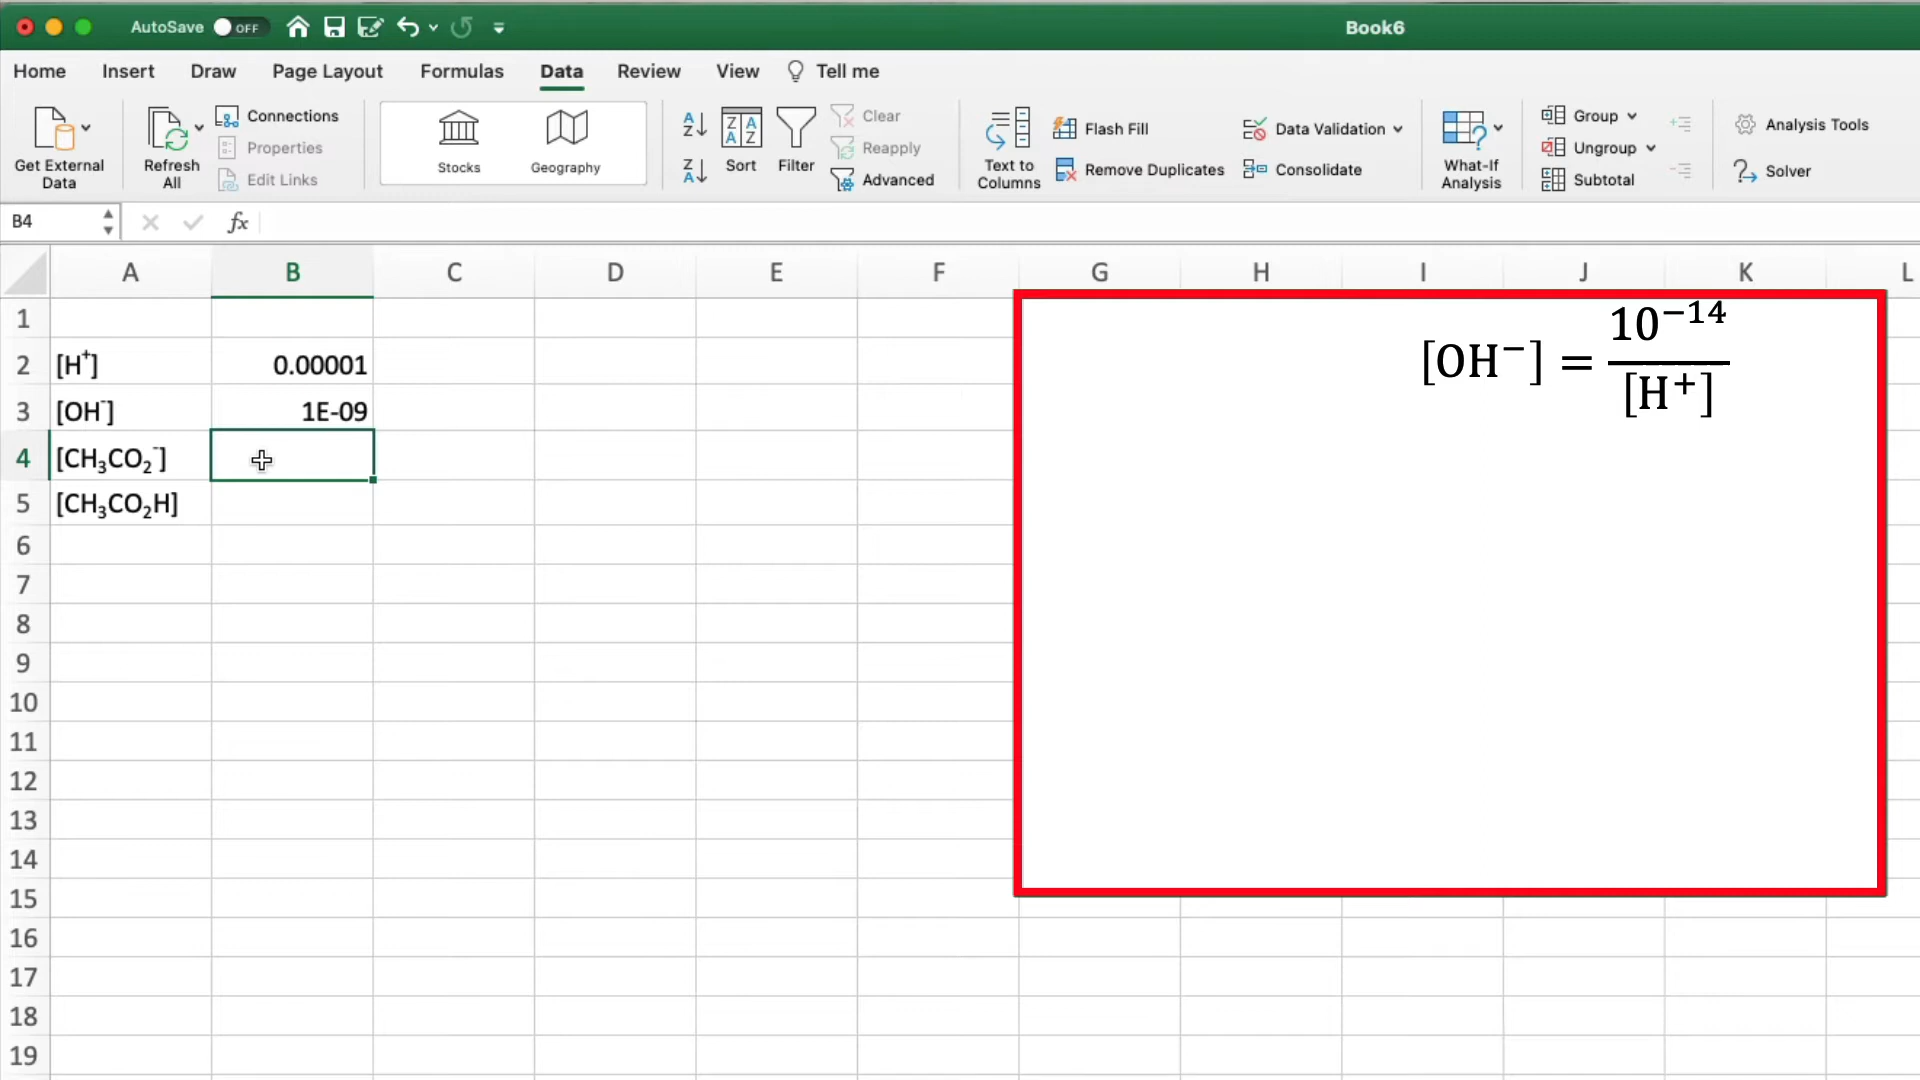 AutoSave OFF
Book6
Home Insert Draw Page Layout Formulas Data Review View Tell me
Get External Data
Refresh All
Connections
Properties
Edit Links
Stocks
Geography
Sort
Filter
Clear
Reapply
Advanced
Text to Columns
Flash Fill
Remove Duplicates
Data Validation
Consolidate
What-If Analysis
Group
Ungroup
Subtotal
Analysis Tools
Solver
B4
fx
A B C D E F G H I J K L
1
2 [H⁺] 0.00001
3 [OH⁻] 1E-09
4 [CH₃CO₂⁻]
5 [CH₃CO₂H]
6
7
8
9
10
11
12
13
14
15
16
17
18
19
[OH⁻] = 10⁻¹⁴ / [H⁺]